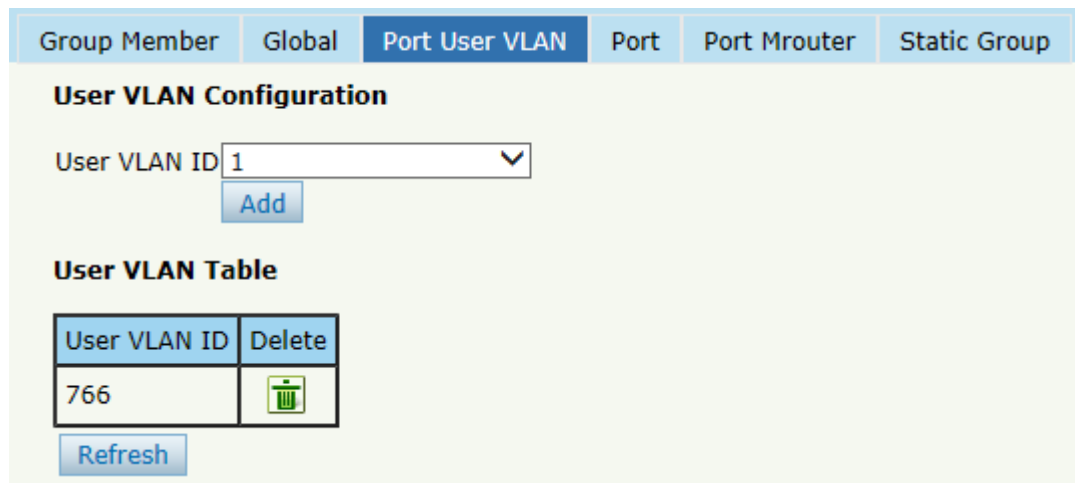 Group Member Global Port User VLAN Port Port Mrouter Static Group
User VLAN Configuration
User VLAN ID 1
Add
User VLAN Table
User VLAN ID Delete
766
Refresh